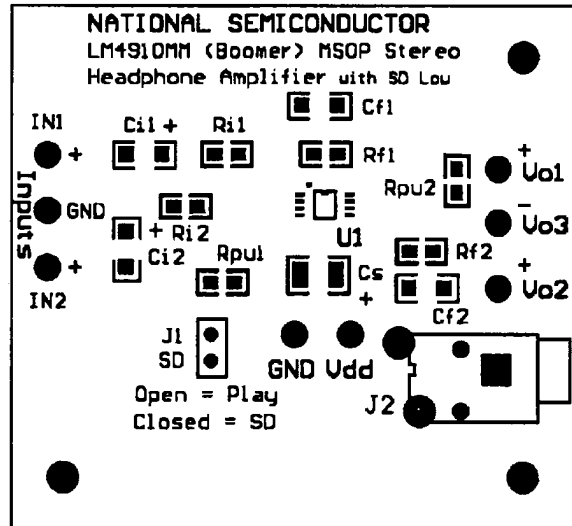 NATIONAL SEMICONDUCTOR
LM4910MM (Boomer) MSOP Stereo
Headphone Amplifier with SD Low
Cf1
IN1
Ci1 +
Ri1
Rf1
+
+
Vo1
Rpu2
Inputs
GND
Ri2
U1
-
Vo3
+
Ci2
Rpu1
Cs
+
Rf2
+
Vo2
+
IN2
Cf2
J1
SD
GND Vdd
J2
Open = Play
Closed = SD